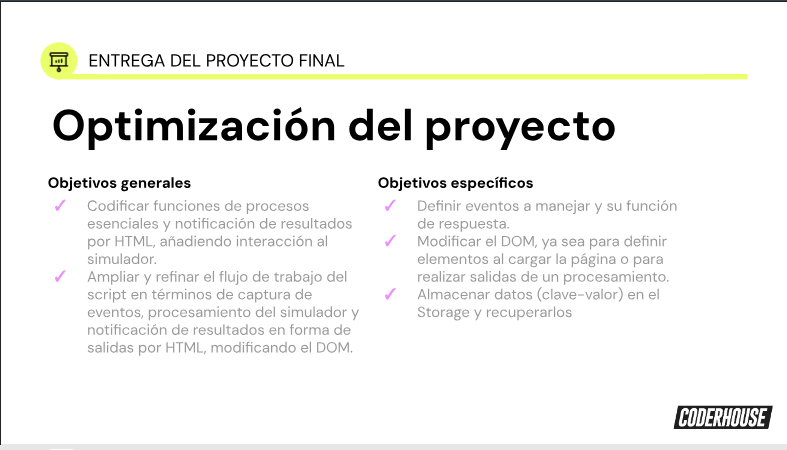 ENTREGA DEL PROYECTO FINAL
Optimización del proyecto
Objetivos generales
✓ Codificar funciones de procesos
esenciales y notificación de resultados
por HTML, añadiendo interacción al
simulador.
✓ Ampliar y refinar el flujo de trabajo del
script en términos de captura de
eventos, procesamiento del simulador y
notificación de resultados en forma de
salidas por HTML, modificando el DOM.
Objetivos específicos
✓ Definir eventos a manejar y su función
de respuesta.
✓ Modificar el DOM, ya sea para definir
elementos al cargar la página o para
realizar salidas de un procesamiento.
✓ Almacenar datos (clave-valor) en el
Storage y recuperarlos
CODERHOUSE